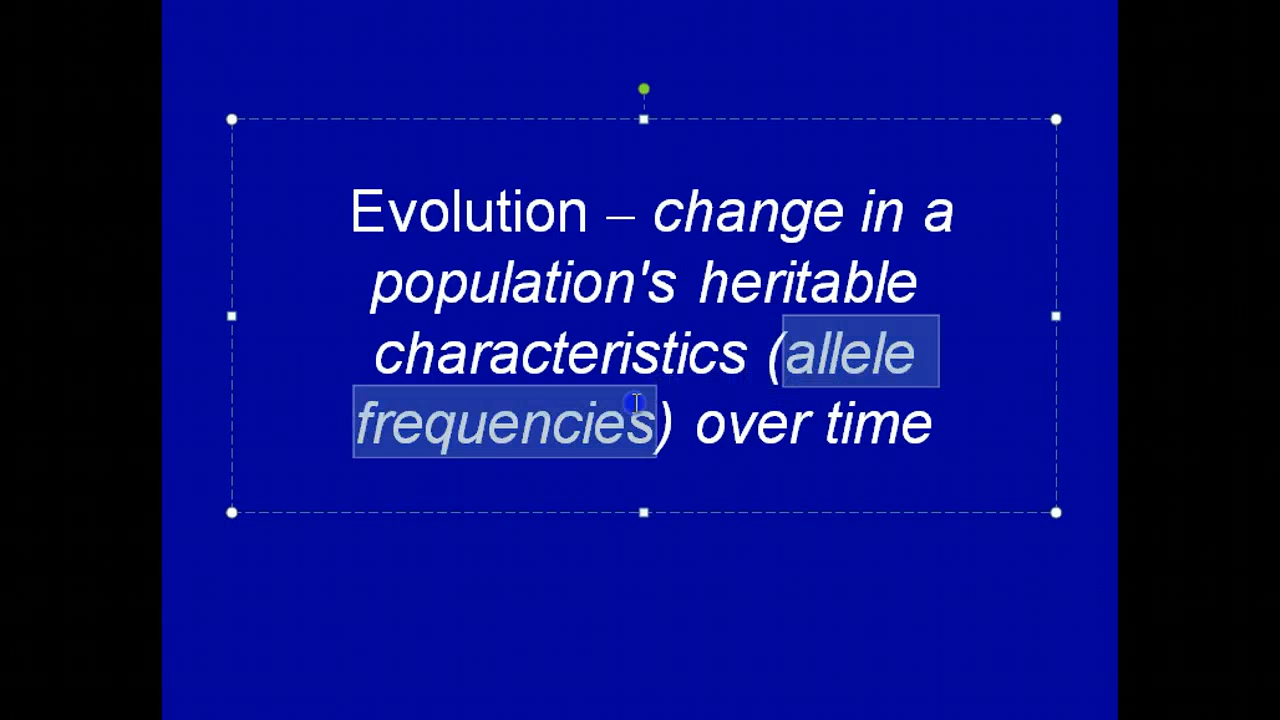 Evolution – change in a
population's heritable
characteristics (allele
frequencies) over time